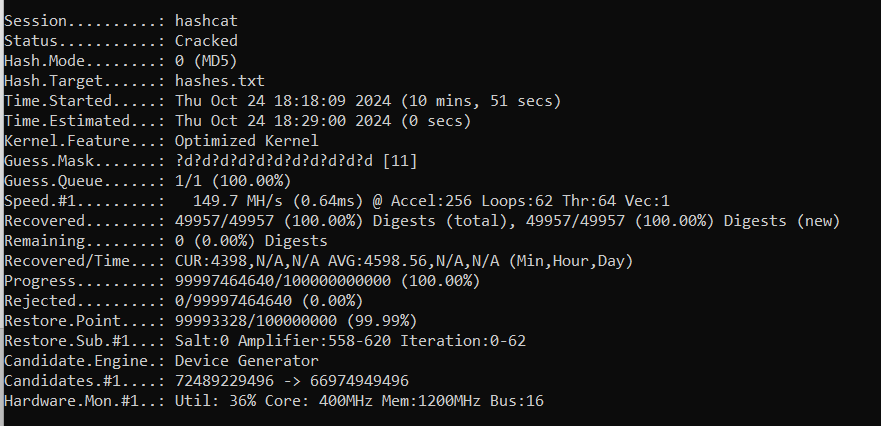 Session..........: hashcat
Status...........: Cracked
Hash.Mode........: 0 (MD5)
Hash.Target......: hashes.txt
Time.Started.....: Thu Oct 24 18:18:09 2024 (10 mins, 51 secs)
Time.Estimated...: Thu Oct 24 18:29:00 2024 (0 secs)
Kernel.Feature...: Optimized Kernel
Guess.Mask.......: ?d?d?d?d?d?d?d?d?d?d?d [11]
Guess.Queue......: 1/1 (100.00%)
Speed.#1.........:   149.7 MH/s (0.64ms) @ Accel:256 Loops:62 Thr:64 Vec:1
Recovered........: 49957/49957 (100.00%) Digests (total), 49957/49957 (100.00%) Digests (new)
Remaining........: 0 (0.00%) Digests
Recovered/Time...: CUR:4398,N/A,N/A AVG:4598.56,N/A,N/A (Min,Hour,Day)
Progress.........: 99997464640/100000000000 (100.00%)
Rejected.........: 0/99997464640 (0.00%)
Restore.Point....: 99993328/100000000 (99.99%)
Restore.Sub.#1...: Salt:0 Amplifier:558-620 Iteration:0-62
Candidate.Engine.: Device Generator
Candidates.#1....: 72489229496 -> 66974949496
Hardware.Mon.#1..: Util: 36% Core: 400MHz Mem:1200MHz Bus:16